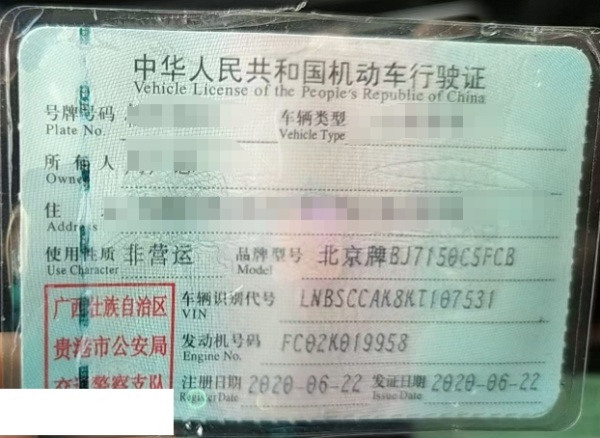 中华人民共和国机动车行驶证
Vehicle License of the People's Republic of China
号牌号码 车辆类型
Plate No. Vehicle Type
所有人
Owner
住
Address
使用性质 非营运 品牌型号 北京牌BJ7150C5FCB
Use Character Model
广西壮族自治区 车辆识别代号 LNBSCCAK8KT107531
VIN
贵港市公安局 发动机号码 FC02K019958
Engine No.
交通警察支队 注册日期 2020-06-22 发证日期 2020-06-22
Register Date Issue Date